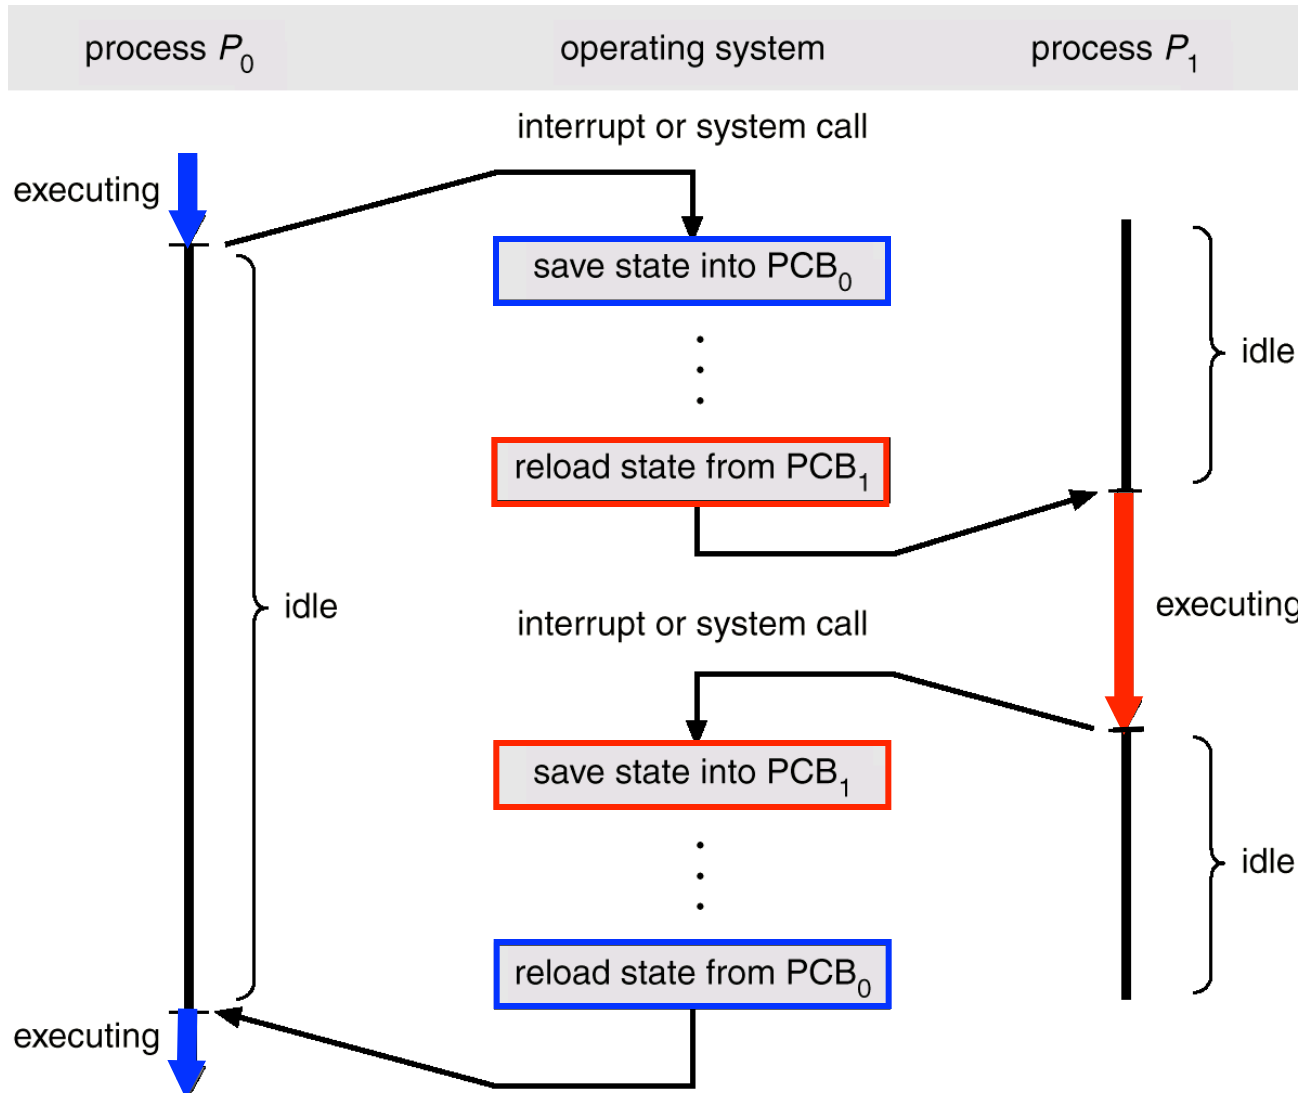 process P0
operating system
process P1
interrupt or system call
executing
save state into PCB0
idle
reload state from PCB1
idle
executing
interrupt or system call
save state into PCB1
idle
reload state from PCB0
executing